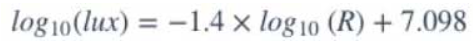 log₁₀(lux) = −1.4 × log₁₀ (R) + 7.098